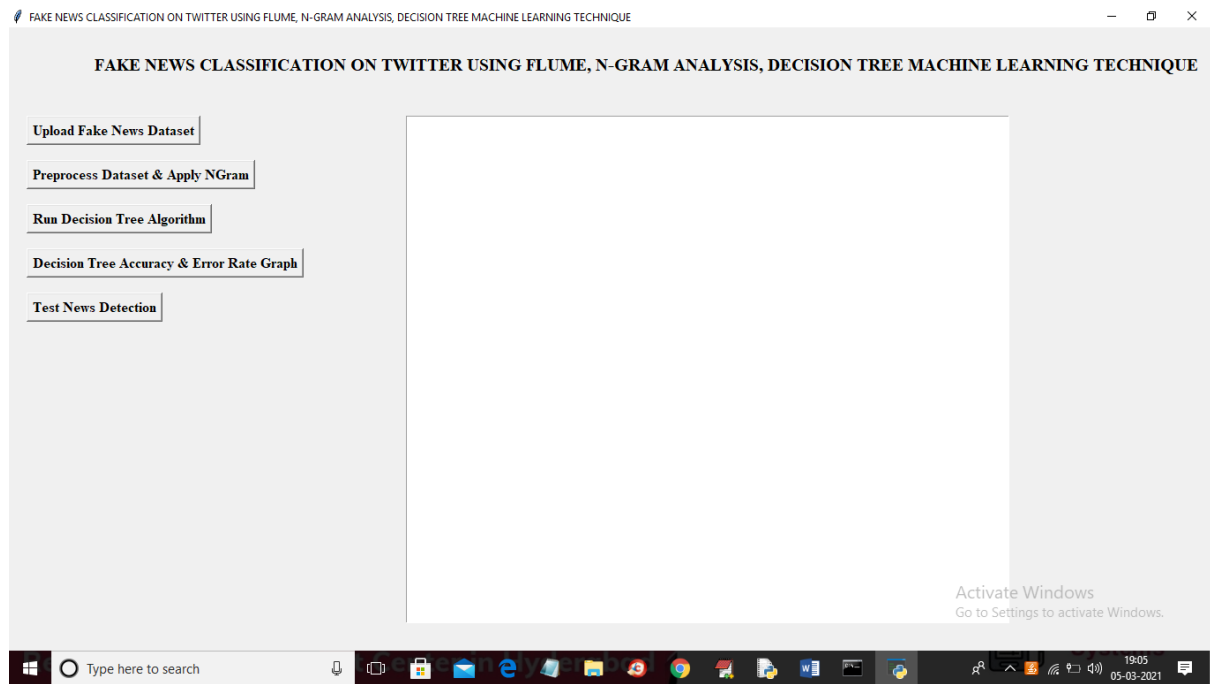 FAKE NEWS CLASSIFICATION ON TWITTER USING FLUME, N-GRAM ANALYSIS, DECISION TREE MACHINE LEARNING TECHNIQUE
FAKE NEWS CLASSIFICATION ON TWITTER USING FLUME, N-GRAM ANALYSIS, DECISION TREE MACHINE LEARNING TECHNIQUE
Upload Fake News Dataset
Preprocess Dataset & Apply NGram
Run Decision Tree Algorithm
Decision Tree Accuracy & Error Rate Graph
Test News Detection
Activate Windows
Go to Settings to activate Windows.
Type here to search
19:05
05-03-2021